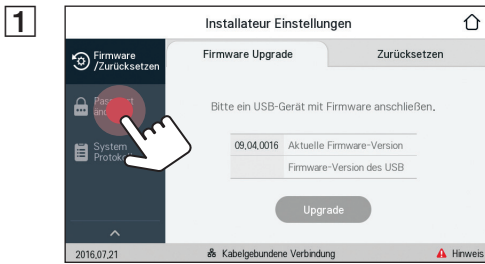 1
Installateur Einstellungen
Firmware
/Zurücksetzen
Firmware Upgrade
Zurücksetzen
Bitte ein USB-Gerät mit Firmware anschließen.
09,04,0016 Aktuelle Firmware-Version
Firmware-Version des USB
System
Upgrade
2016,07,21
Kabelgebundene Verbindung
Hinweis